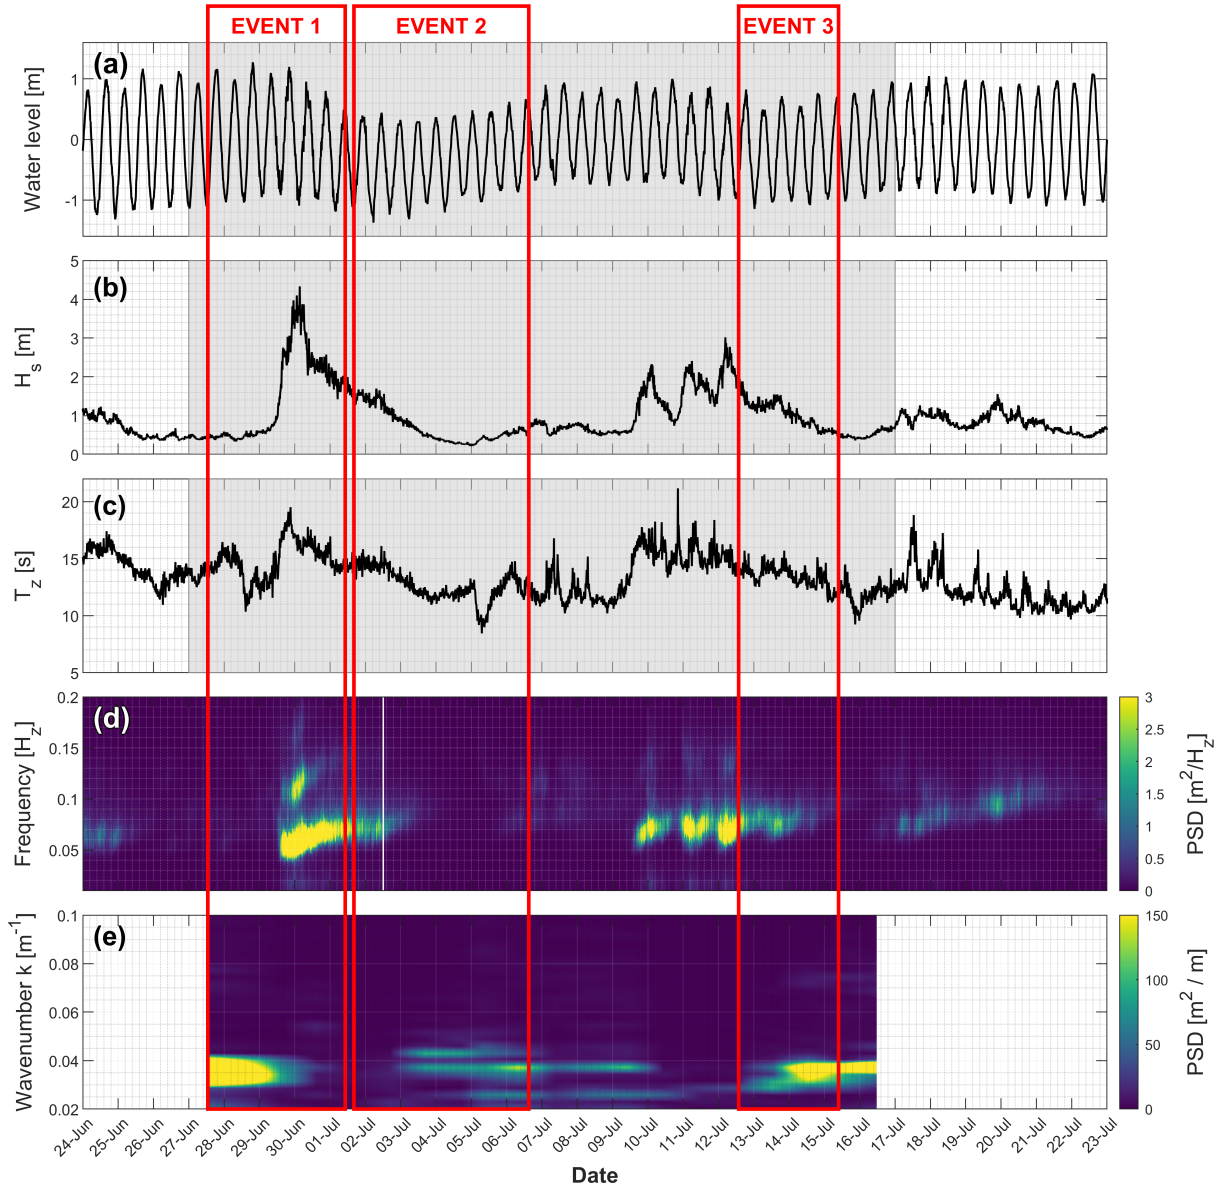 EVENT 1 EVENT 2 EVENT 3
(a)
Water level [m]
1
0
-1
(b)
H_s [m]
5
4
3
2
1
0
(c)
T_z [s]
20
15
10
5
(d)
Frequency [H_z]
0.2
0.15
0.1
0.05
3
2.5
2
1.5
1
0.5
0
PSD [m²/H_z]
(e)
Wavenumber k [m⁻¹]
0.1
0.08
0.06
0.04
0.02
150
100
50
0
PSD [m² / m]
24-Jun 25-Jun 26-Jun 27-Jun 28-Jun 29-Jun 30-Jun 01-Jul 02-Jul 03-Jul 04-Jul 05-Jul 06-Jul 07-Jul 08-Jul 09-Jul 10-Jul 11-Jul 12-Jul 13-Jul 14-Jul 15-Jul 16-Jul 17-Jul 18-Jul 19-Jul 20-Jul 21-Jul 22-Jul 23-Jul
Date